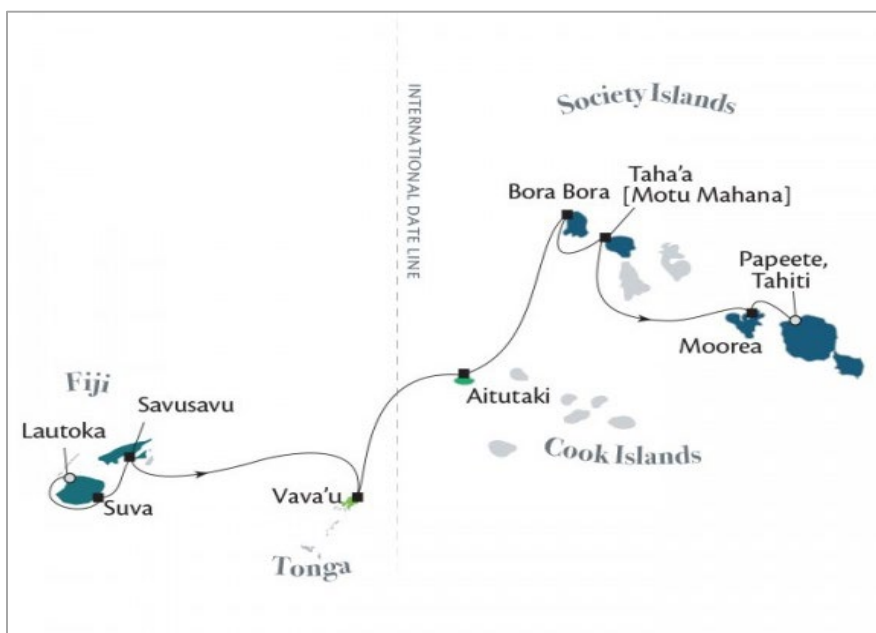 Society Islands
INTERNATIONAL DATE LINE
Taha'a
[Motu Mahana]
Bora Bora
Papeete,
Tahiti
Moorea
Fiji
Savusavu
Aitutaki
Lautoka
Cook Islands
Vava'u
Suva
Tonga